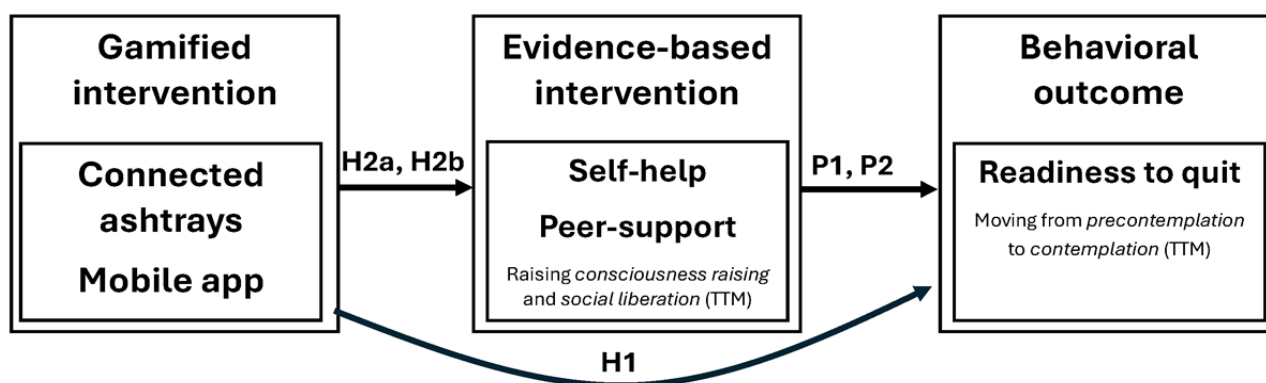 Gamified
intervention
Connected
ashtrays
Mobile app
H2a, H2b
Evidence-based
intervention
Self-help
Peer-support
Raising consciousness raising
and social liberation (TTM)
P1, P2
Behavioral
outcome
Readiness to quit
Moving from precontemplation
to contemplation (TTM)
H1